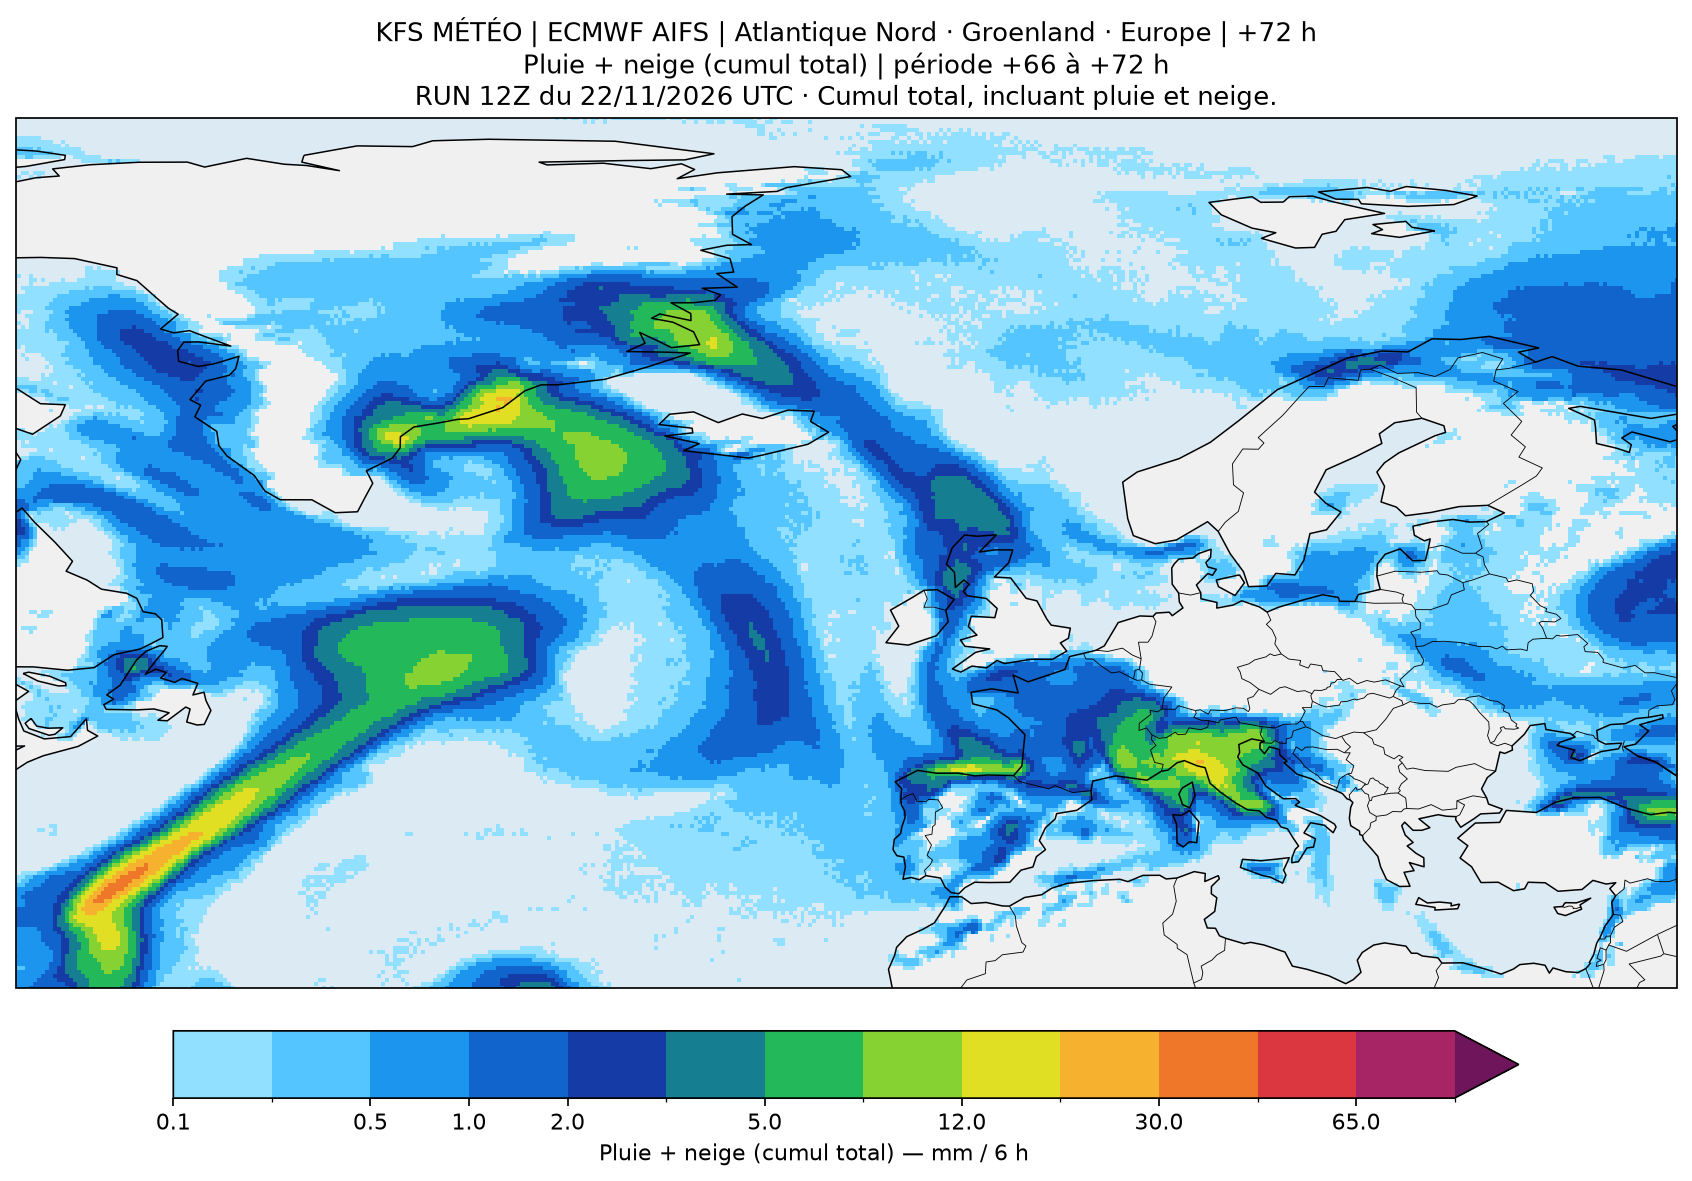 KFS MÉTÉO | ECMWF AIFS | Atlantique Nord · Groenland · Europe | +72 h
Pluie + neige (cumul total) | période +66 à +72 h
RUN 12Z du 22/11/2026 UTC · Cumul total, incluant pluie et neige.
0.1 0.5 1.0 2.0 5.0 12.0 30.0 65.0
Pluie + neige (cumul total) — mm / 6 h